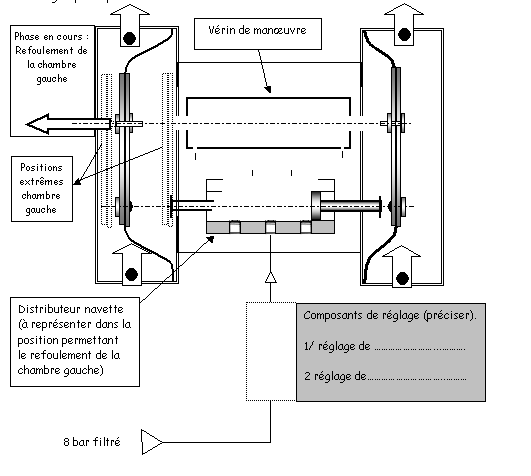 Phase en cours :
Refoulement de
la chambre
gauche
Vérin de manœuvre
Positions
extrêmes
chambre
gauche
Distributeur navette
(à représenter dans la
position permettant
le refoulement de la
chambre gauche)
Composants de réglage (préciser).
1/ réglage de ..............................
2 réglage de..............................
8 bar filtré